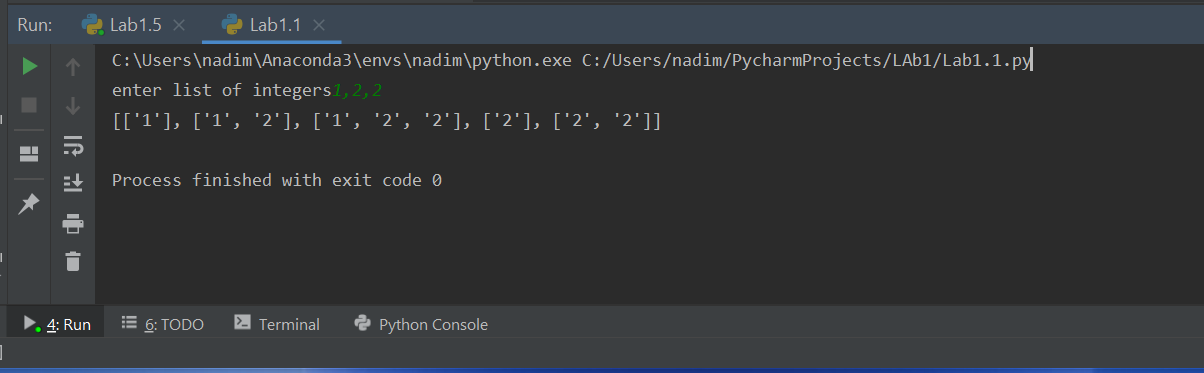 Run: Lab1.5 Lab1.1
C:\Users\nadim\Anaconda3\envs\nadim\python.exe C:/Users/nadim/PycharmProjects/LAb1/Lab1.1.py
enter list of integers1,2,2
[['1'], ['1', '2'], ['1', '2', '2'], ['2'], ['2', '2']]
Process finished with exit code 0
4: Run 6: TODO Terminal Python Console